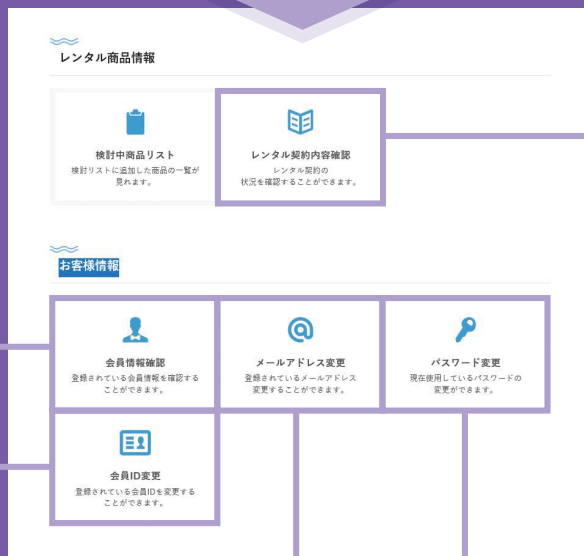 レンタル商品情報
検討中商品リスト
検討リストに追加した商品の一覧が
見れます。
レンタル契約内容確認
レンタル契約の
状況を確認することができます。
お客様情報
会員情報確認
登録されている会員情報を確認する
ことができます。
メールアドレス変更
登録されているメールアドレス
変更することができます。
パスワード変更
現在使用しているパスワードの
変更ができます。
会員ID変更
登録されている会員IDを変更する
ことができます。